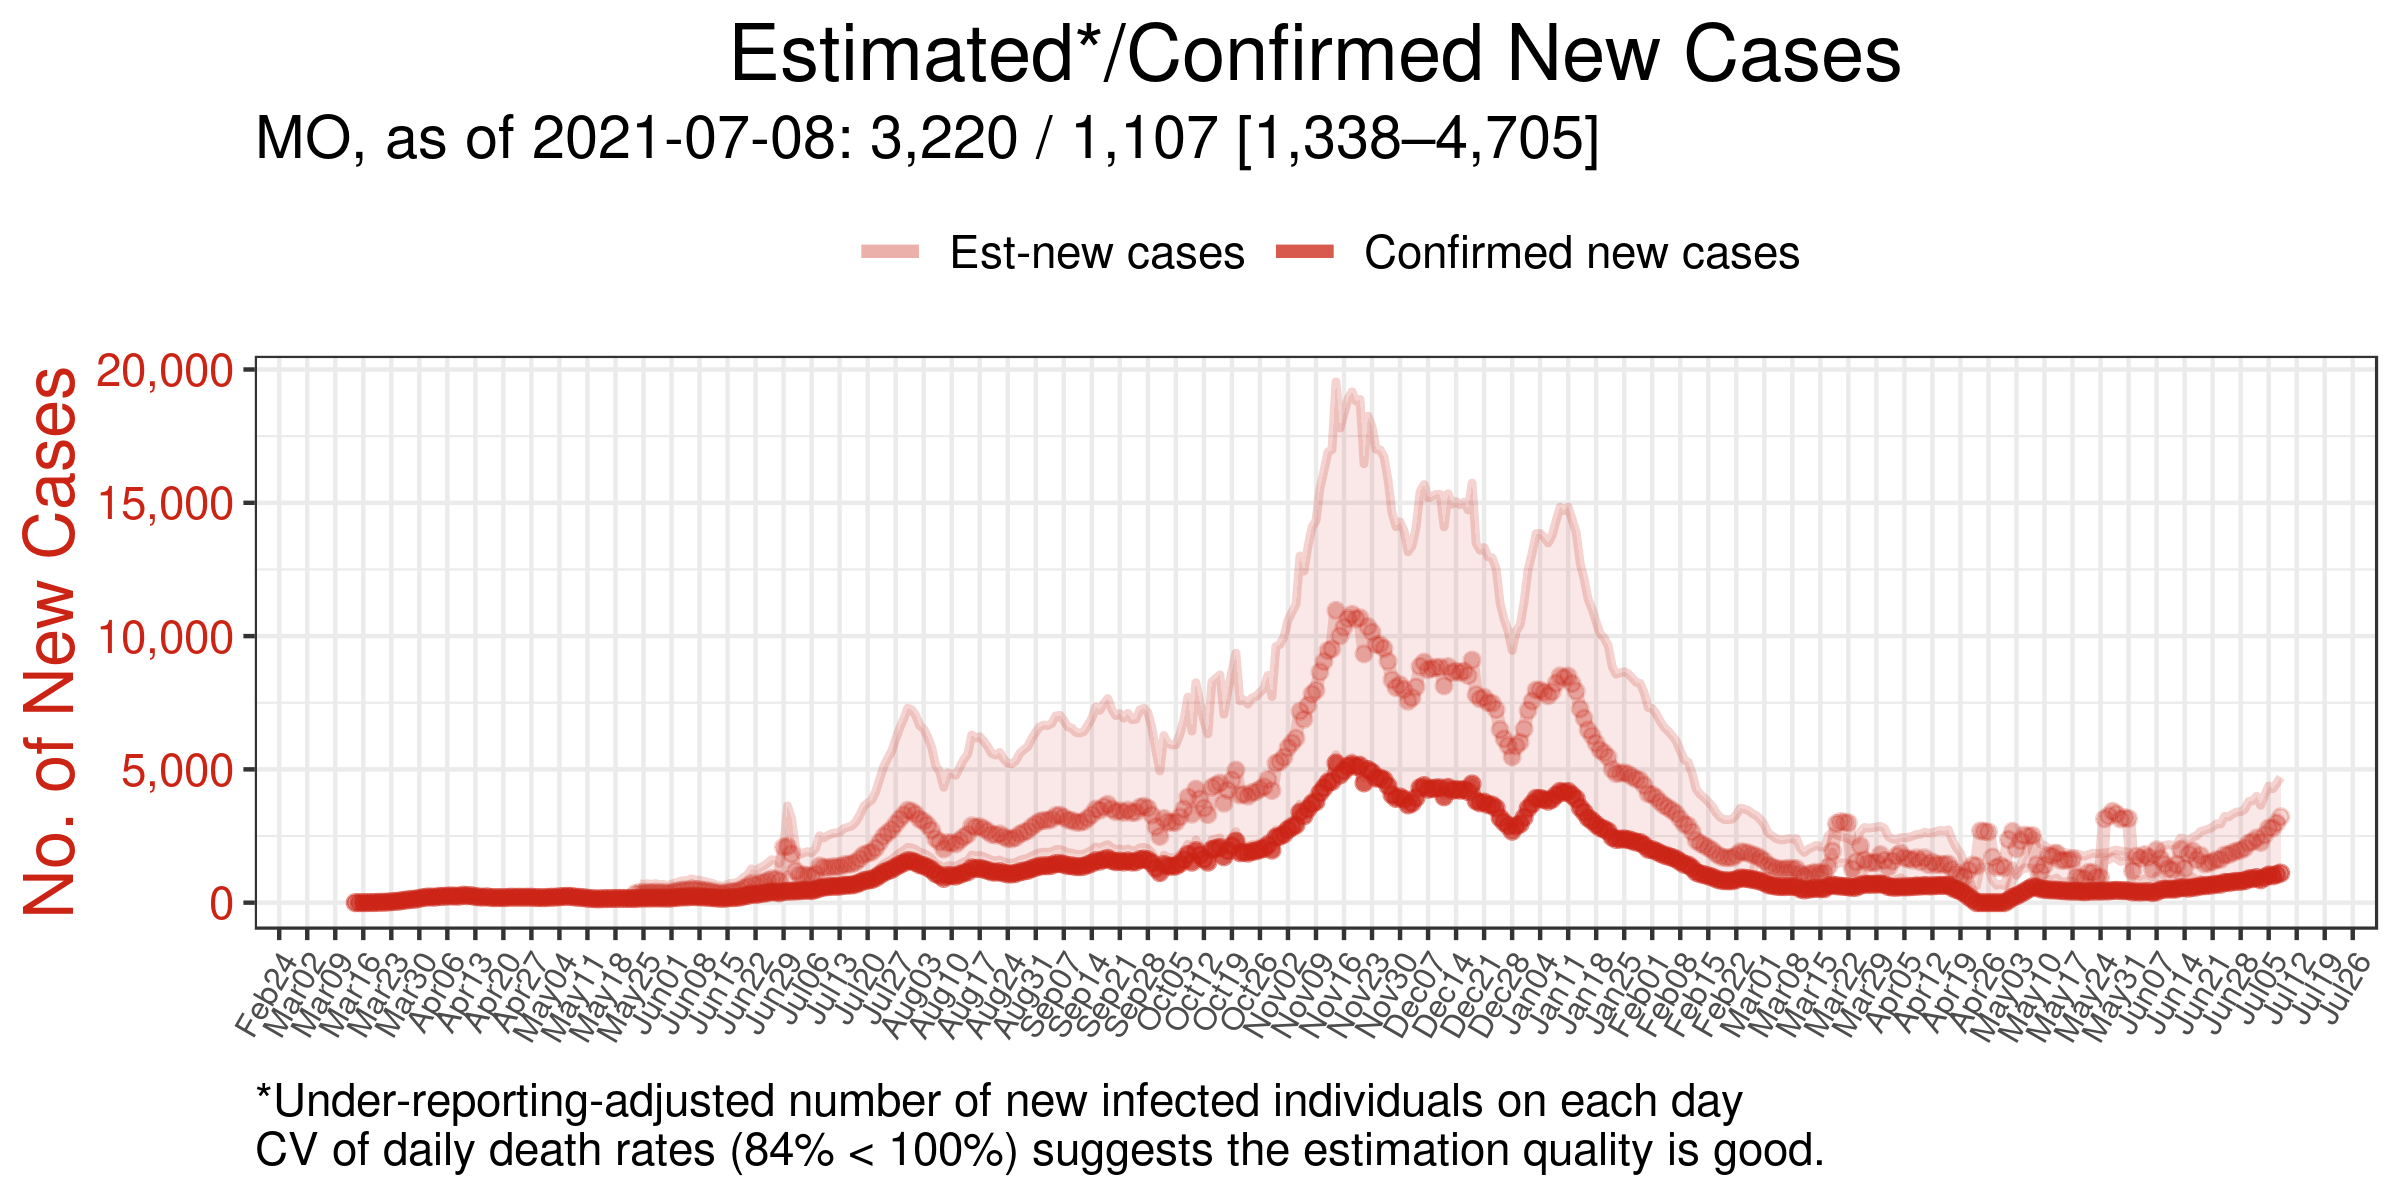 Estimated*/Confirmed New Cases
MO, as of 2021-07-08: 3,220 / 1,107 [1,338–4,705]
Est-new cases
Confirmed new cases
No. of New Cases
20,000
15,000
10,000
5,000
0
Feb24
Mar02
Mar09
Mar16
Mar23
Mar30
Apr06
Apr13
Apr20
Apr27
May04
May11
May18
May25
Jun01
Jun08
Jun15
Jun22
Jun29
Jul06
Jul13
Jul20
Jul27
Aug03
Aug10
Aug17
Aug24
Aug31
Sep07
Sep14
Sep21
Sep28
Oct05
Oct12
Oct19
Oct26
Nov02
Nov09
Nov16
Nov23
Nov30
Dec07
Dec14
Dec21
Dec28
Jan04
Jan11
Jan18
Jan25
Feb01
Feb08
Feb15
Feb22
Mar01
Mar08
Mar15
Mar22
Mar29
Apr05
Apr12
Apr19
Apr26
May03
May10
May17
May24
May31
Jun07
Jun14
Jun21
Jun28
Jul05
Jul12
Jul19
Jul26
*Under-reporting-adjusted number of new infected individuals on each day
CV of daily death rates (84% < 100%) suggests the estimation quality is good.